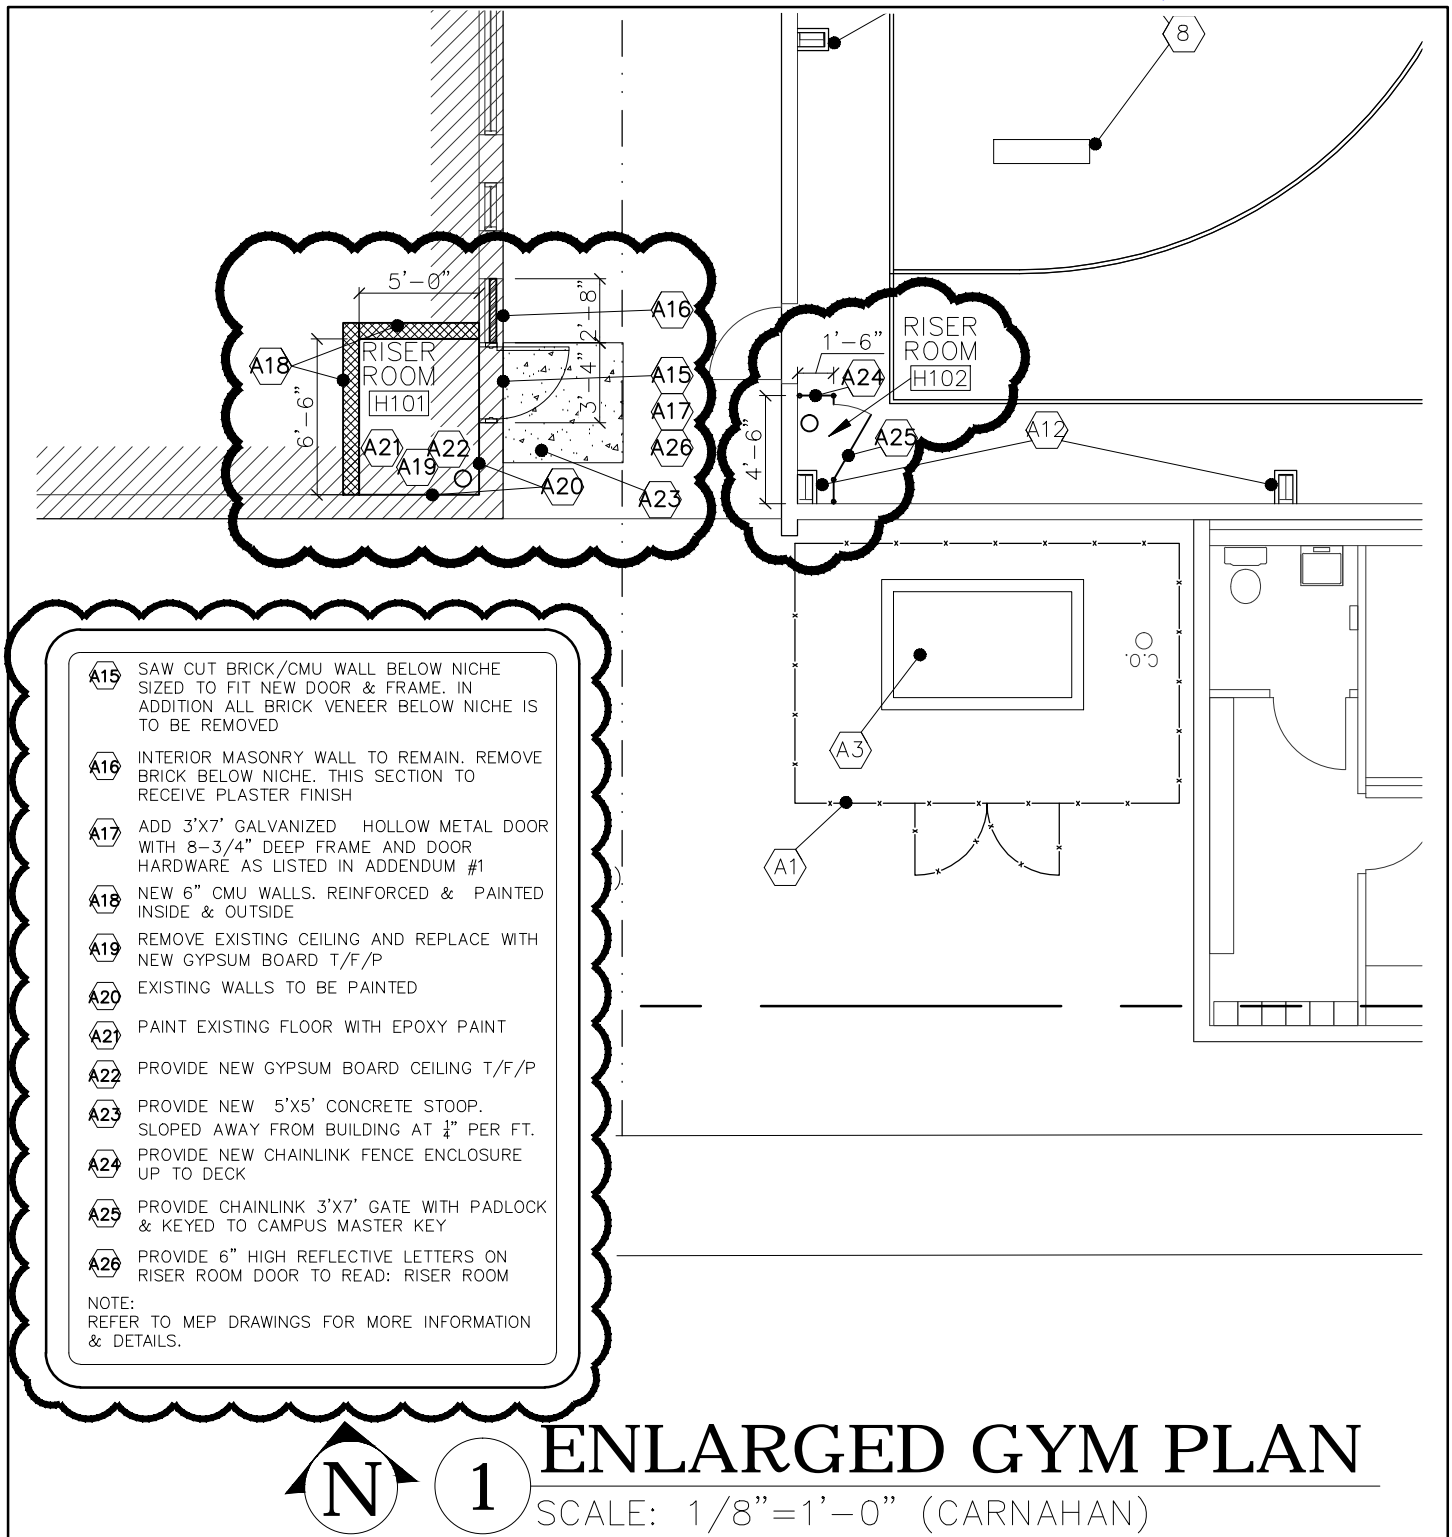 8
5'-0"
2'-8"
A16
RISER
ROOM
H101
A18
6'-6"
3'-4"
A15
A17
A26
A21
A22
A19
A20
A23
1'-6"
RISER
ROOM
H102
A24
A25
4'-6"
A12
C.O.
A3
A1
A15 SAW CUT BRICK/CMU WALL BELOW NICHE
SIZED TO FIT NEW DOOR & FRAME. IN
ADDITION ALL BRICK VENEER BELOW NICHE IS
TO BE REMOVED
A16 INTERIOR MASONRY WALL TO REMAIN. REMOVE
BRICK BELOW NICHE. THIS SECTION TO
RECEIVE PLASTER FINISH
A17 ADD 3'X7' GALVANIZED HOLLOW METAL DOOR
WITH 8-3/4" DEEP FRAME AND DOOR
HARDWARE AS LISTED IN ADDENDUM #1
A18 NEW 6" CMU WALLS. REINFORCED & PAINTED
INSIDE & OUTSIDE
A19 REMOVE EXISTING CEILING AND REPLACE WITH
NEW GYPSUM BOARD T/F/P
A20 EXISTING WALLS TO BE PAINTED
A21 PAINT EXISTING FLOOR WITH EPOXY PAINT
A22 PROVIDE NEW GYPSUM BOARD CEILING T/F/P
A23 PROVIDE NEW 5'X5' CONCRETE STOOP.
SLOPED AWAY FROM BUILDING AT 1/4" PER FT.
A24 PROVIDE NEW CHAINLINK FENCE ENCLOSURE
UP TO DECK
A25 PROVIDE CHAINLINK 3'X7' GATE WITH PADLOCK
& KEYED TO CAMPUS MASTER KEY
A26 PROVIDE 6" HIGH REFLECTIVE LETTERS ON
RISER ROOM DOOR TO READ: RISER ROOM
NOTE:
REFER TO MEP DRAWINGS FOR MORE INFORMATION
& DETAILS.
N
1
ENLARGED GYM PLAN
SCALE: 1/8"=1'-0" (CARNAHAN)